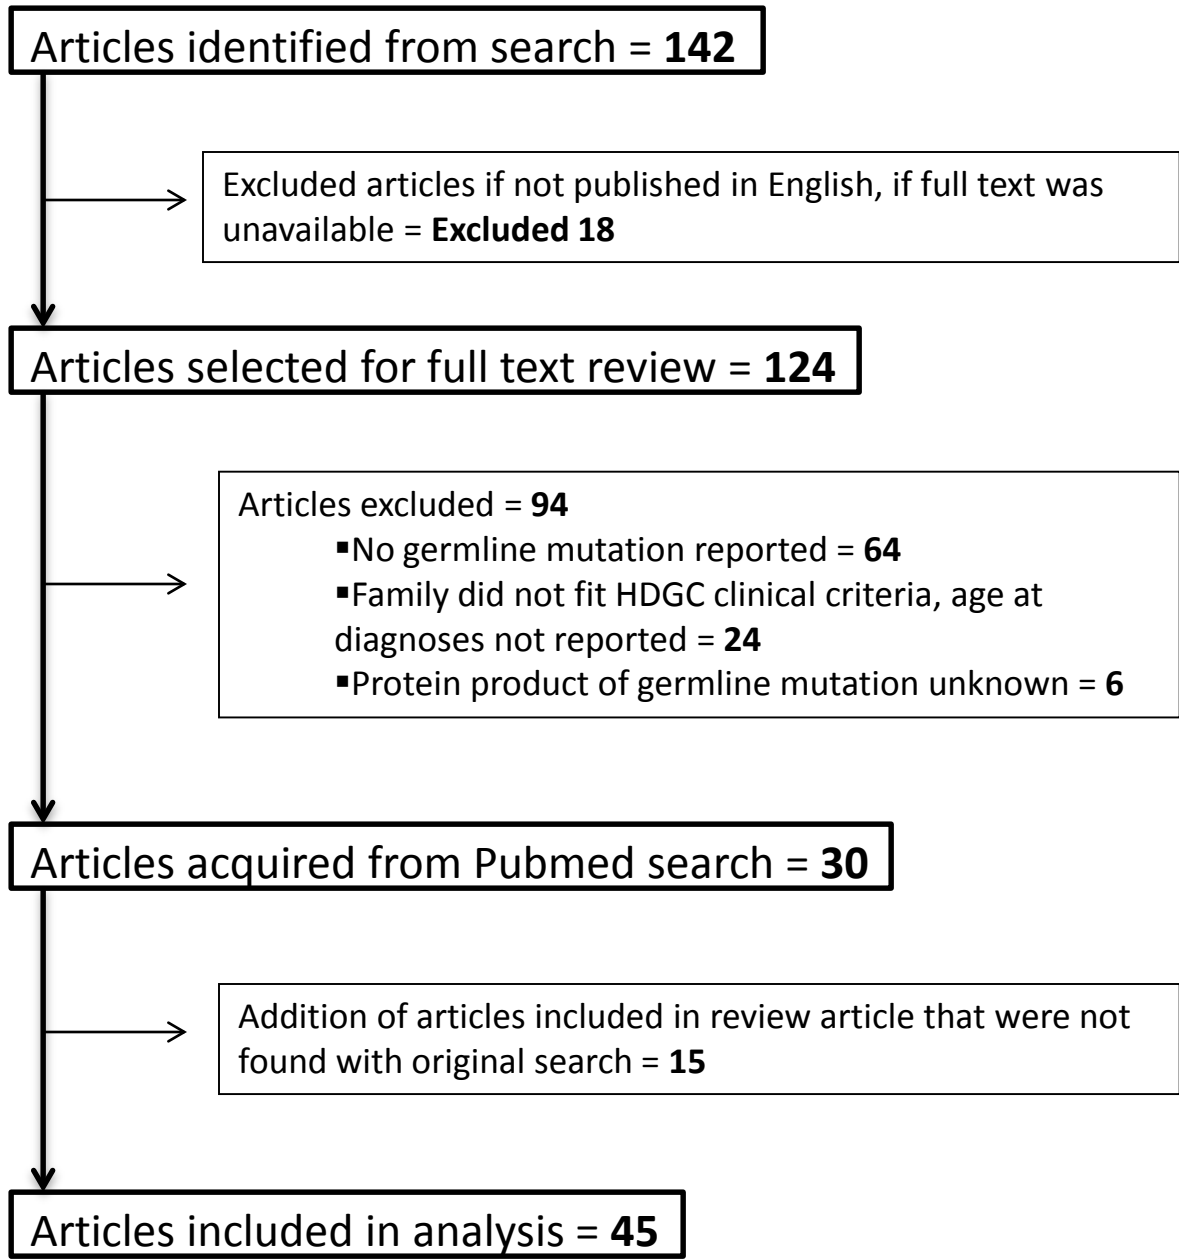 Articles identified from search = 142
Excluded articles if not published in English, if full text was
unavailable = Excluded 18
Articles selected for full text review = 124
Articles excluded = 94
▪No germline mutation reported = 64
▪Family did not fit HDGC clinical criteria, age at
diagnoses not reported = 24
▪Protein product of germline mutation unknown = 6
Articles acquired from Pubmed search = 30
Addition of articles included in review article that were not
found with original search = 15
Articles included in analysis = 45